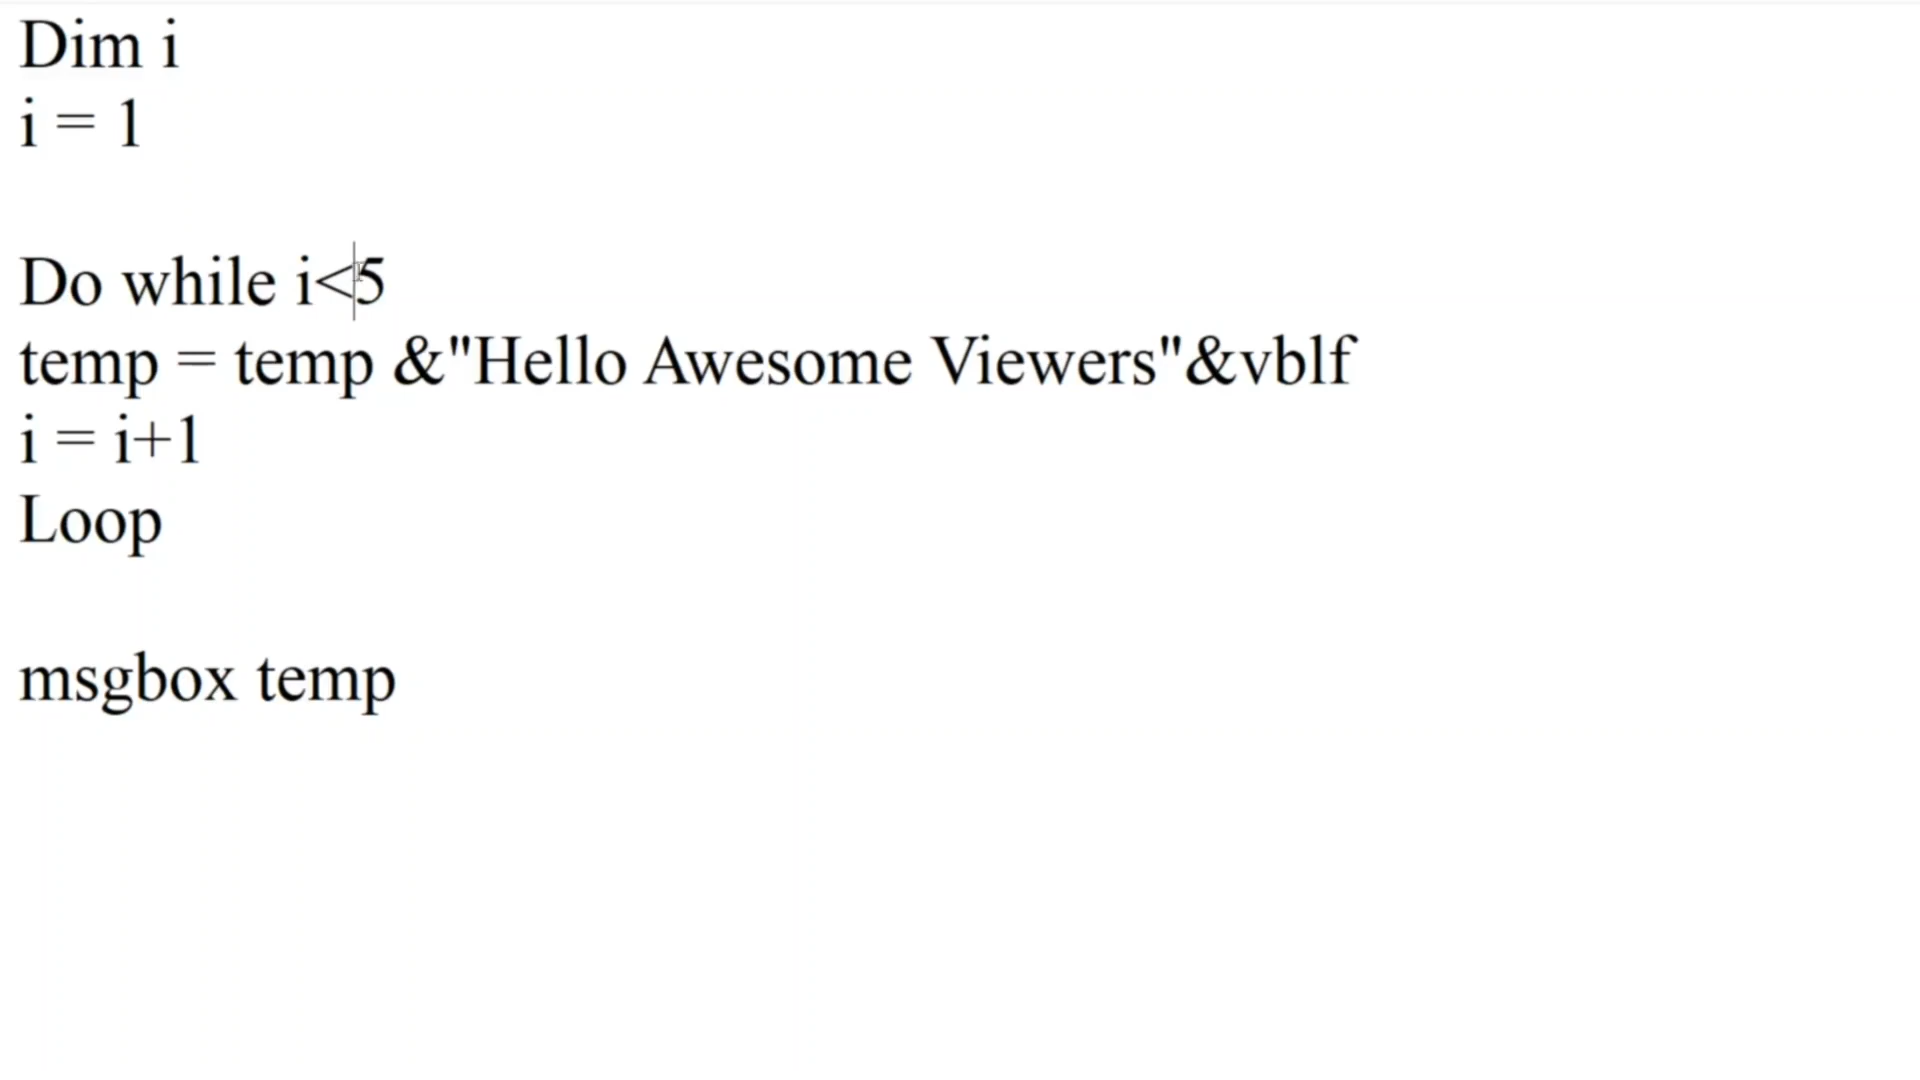 Dim i
i = 1
Do while i<5
temp = temp &"Hello Awesome Viewers"&vblf
i = i+1
Loop
msgbox temp